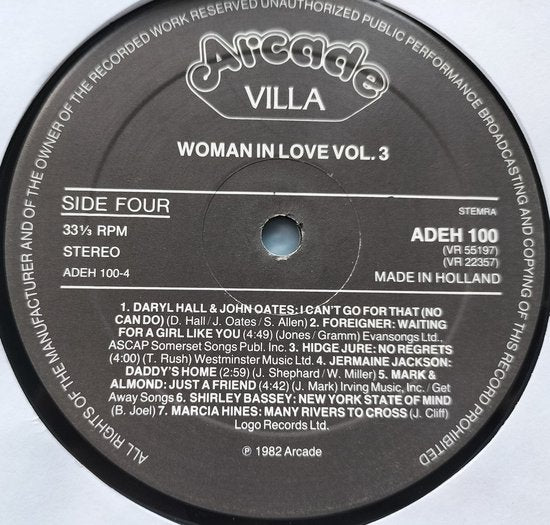 ALL RIGHTS OF THE MANUFACTURER AND OF THE OWNER OF THE RECORDED WORK RESERVED UNAUTHORIZED PUBLIC PERFORMANCE BROADCASTING AND COPYING OF THIS RECORD PROHIBITED
Arcade
VILLA
WOMAN IN LOVE VOL. 3
SIDE FOUR
STEMRA
33⅓ RPM
ADEH 100
STEREO
(VR 55197)
(VR 22357)
ADEH 100-4
MADE IN HOLLAND
1. DARYL HALL & JOHN OATES: I CAN'T GO FOR THAT (NO
CAN DO) (D. Hall / J. Oates / S. Allen) 2. FOREIGNER: WAITING
FOR A GIRL LIKE YOU (4:49) (Jones / Gramm) Evansongs Ltd.,
ASCAP Somerset Songs Publ. Inc. 3. HIDGE JURE: NO REGRETS
(4:00) (T. Rush) Westminster Music Ltd. 4. JERMAINE JACKSON:
DADDY'S HOME (2:59) (J. Shephard / W. Miller) 5. MARK &
ALMOND: JUST A FRIEND (4:42) (J. Mark) Irving Music, Inc. / Get
Away Songs 6. SHIRLEY BASSEY: NEW YORK STATE OF MIND
(B. Joel) 7. MARCIA HINES: MANY RIVERS TO CROSS (J. Cliff)
Logo Records Ltd.
℗ 1982 Arcade